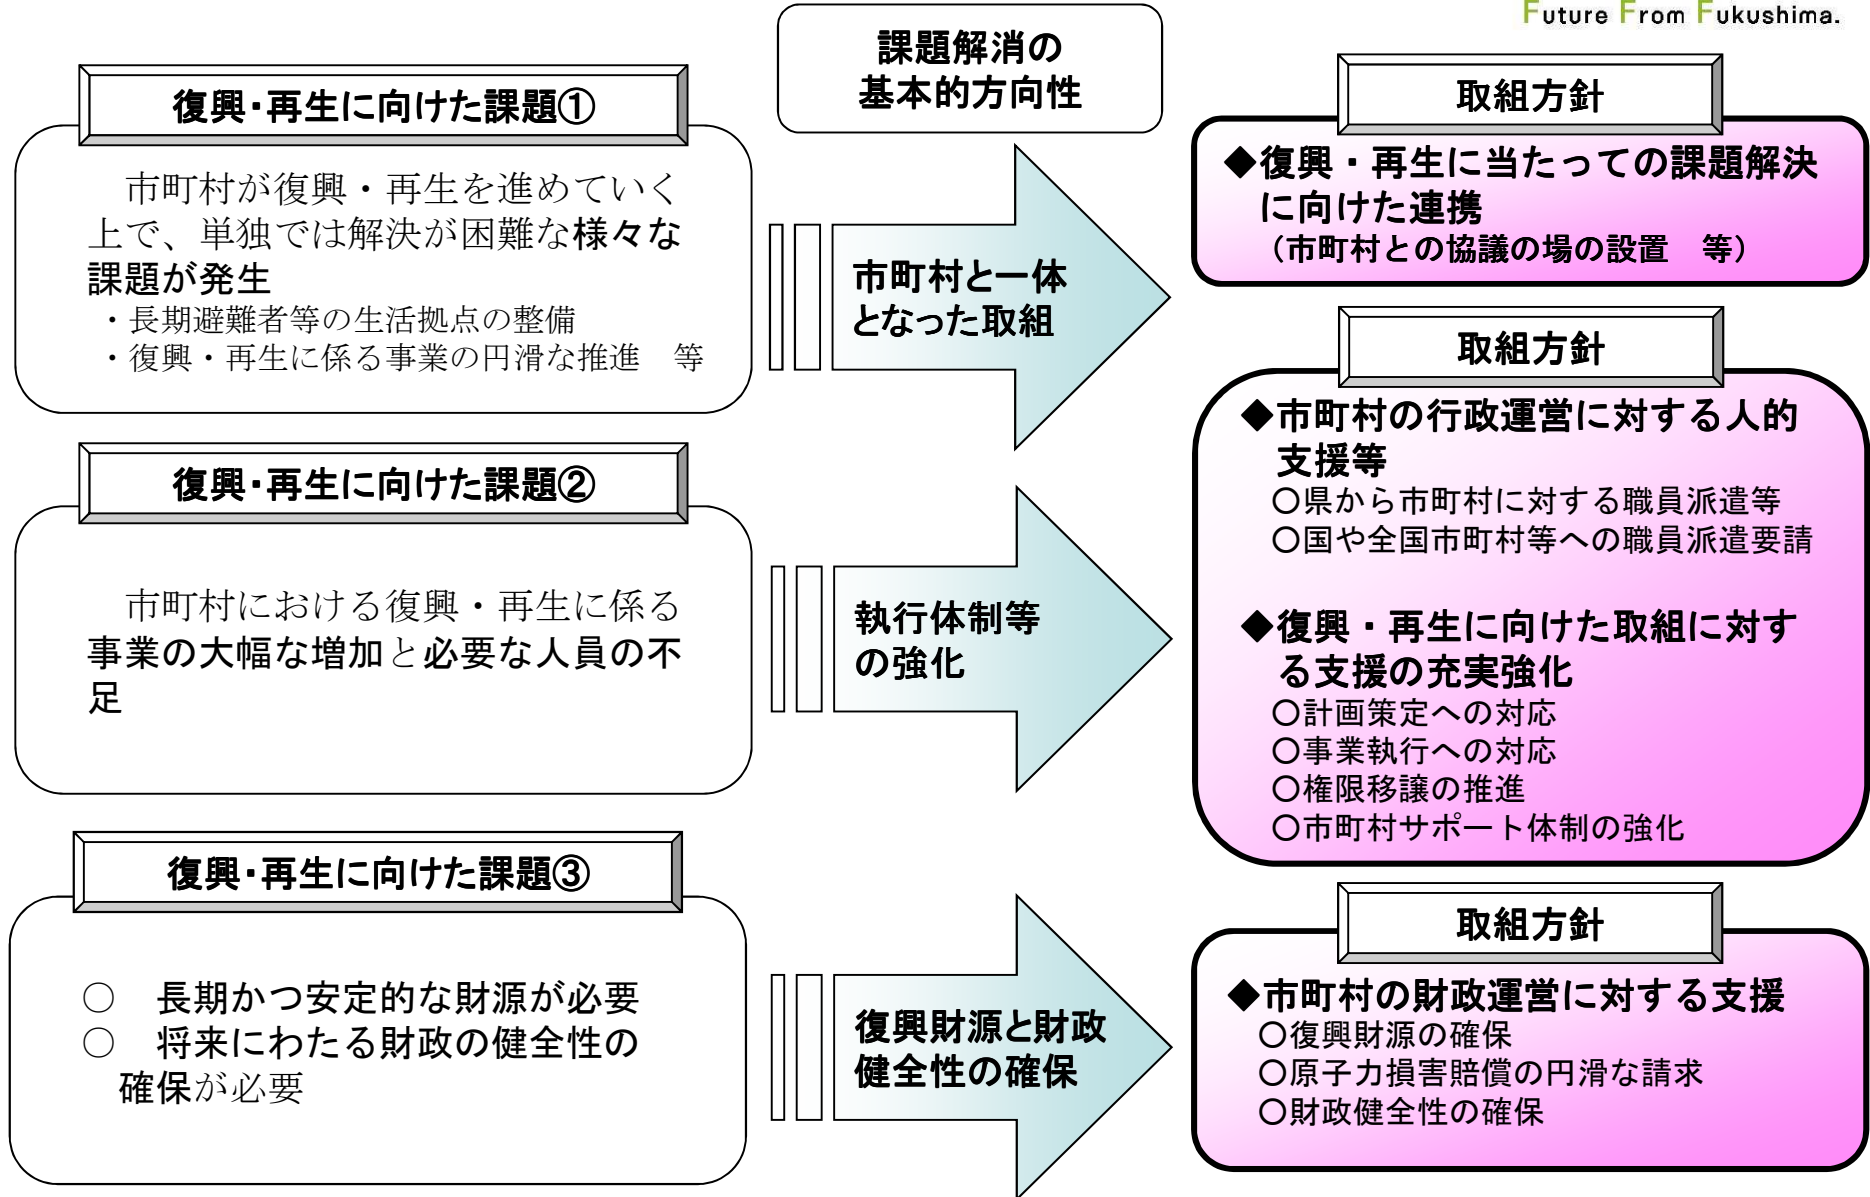 Future From Fukushima.
課題解消の
基本的方向性
復興・再生に向けた課題①
市町村が復興・再生を進めていく
上で、単独では解決が困難な様々な
課題が発生
・長期避難者等の生活拠点の整備
・復興・再生に係る事業の円滑な推進　等
市町村と一体
となった取組
取組方針
◆復興・再生に当たっての課題解決
に向けた連携
（市町村との協議の場の設置　等）
復興・再生に向けた課題②
市町村における復興・再生に係る
事業の大幅な増加と必要な人員の不
足
執行体制等
の強化
取組方針
◆市町村の行政運営に対する人的
支援等
○県から市町村に対する職員派遣等
○国や全国市町村等への職員派遣要請
◆復興・再生に向けた取組に対す
る支援の充実強化
○計画策定への対応
○事業執行への対応
○権限移譲の推進
○市町村サポート体制の強化
復興・再生に向けた課題③
○　長期かつ安定的な財源が必要
○　将来にわたる財政の健全性の
確保が必要
復興財源と財政
健全性の確保
取組方針
◆市町村の財政運営に対する支援
○復興財源の確保
○原子力損害賠償の円滑な請求
○財政健全性の確保